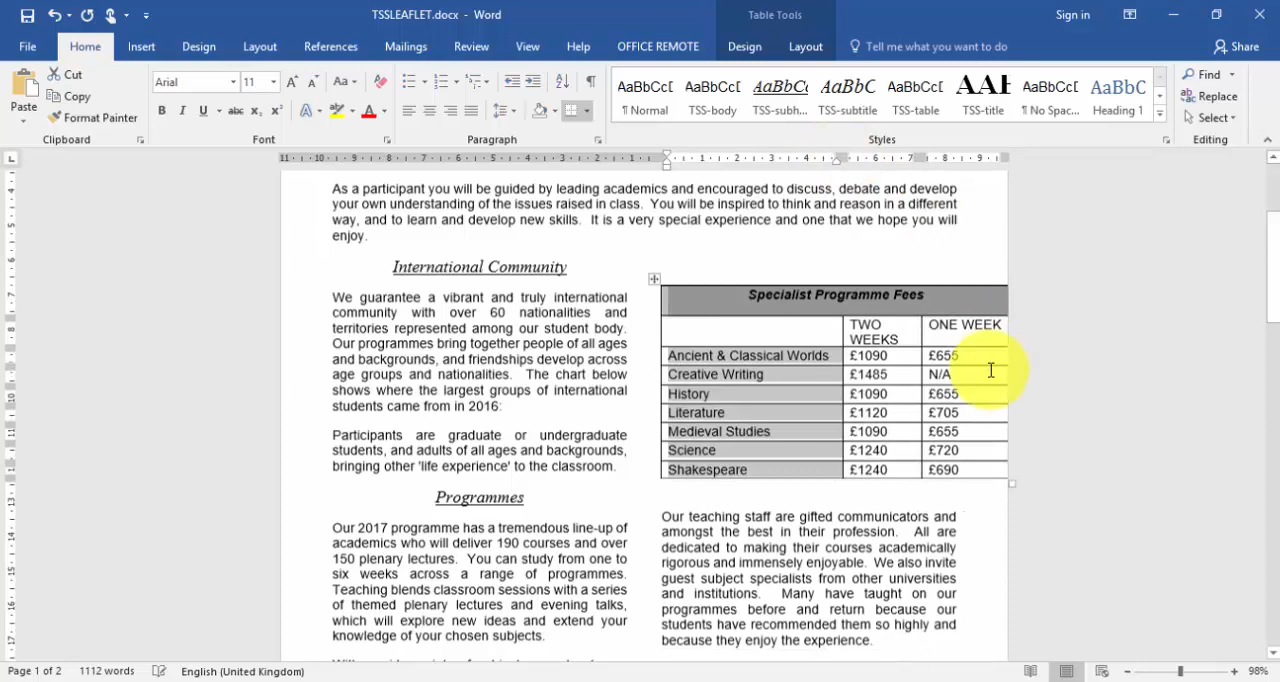 TSSLEAFLET.docx - Word
Table Tools
Sign in
File Home Insert Design Layout References Mailings Review View Help OFFICE REMOTE Design Layout Tell me what you want to do Share
Paste
Cut
Copy
Format Painter
Clipboard
Arial 11
Font
Paragraph
AaBbCc[ AaBbCc[ AaBbCc AaBbCC AaBbCc[ AAI AaBbCc[ AaBbCc
¶ Normal TSS-body TSS-subh... TSS-subtitle TSS-table TSS-title ¶ No Spac... Heading 1
Styles
Find
Replace
Select
Editing
As a participant you will be guided by leading academics and encouraged to discuss, debate and develop
your own understanding of the issues raised in class. You will be inspired to think and reason in a different
way, and to learn and develop new skills. It is a very special experience and one that we hope you will
enjoy.
International Community
We guarantee a vibrant and truly international
community with over 60 nationalities and
territories represented among our student body.
Our programmes bring together people of all ages
and backgrounds, and friendships develop across
age groups and nationalities. The chart below
shows where the largest groups of international
students came from in 2016:
Participants are graduate or undergraduate
students, and adults of all ages and backgrounds,
bringing other 'life experience' to the classroom.
Programmes
Our 2017 programme has a tremendous line-up of
academics who will deliver 190 courses and over
150 plenary lectures. You can study from one to
six weeks across a range of programmes.
Teaching blends classroom sessions with a series
of themed plenary lectures and evening talks,
which will explore new ideas and extend your
knowledge of your chosen subjects.
Specialist Programme Fees
TWO WEEKS ONE WEEK
Ancient & Classical Worlds £1090 £655
Creative Writing £1485 N/A
History £1090 £655
Literature £1120 £705
Medieval Studies £1090 £655
Science £1240 £720
Shakespeare £1240 £690
Our teaching staff are gifted communicators and
amongst the best in their profession. All are
dedicated to making their courses academically
rigorous and immensely enjoyable. We also invite
guest subject specialists from other universities
and institutions. Many have taught on our
programmes before and return because our
students have recommended them so highly and
because they enjoy the experience.
Page 1 of 2 1112 words English (United Kingdom) 98%